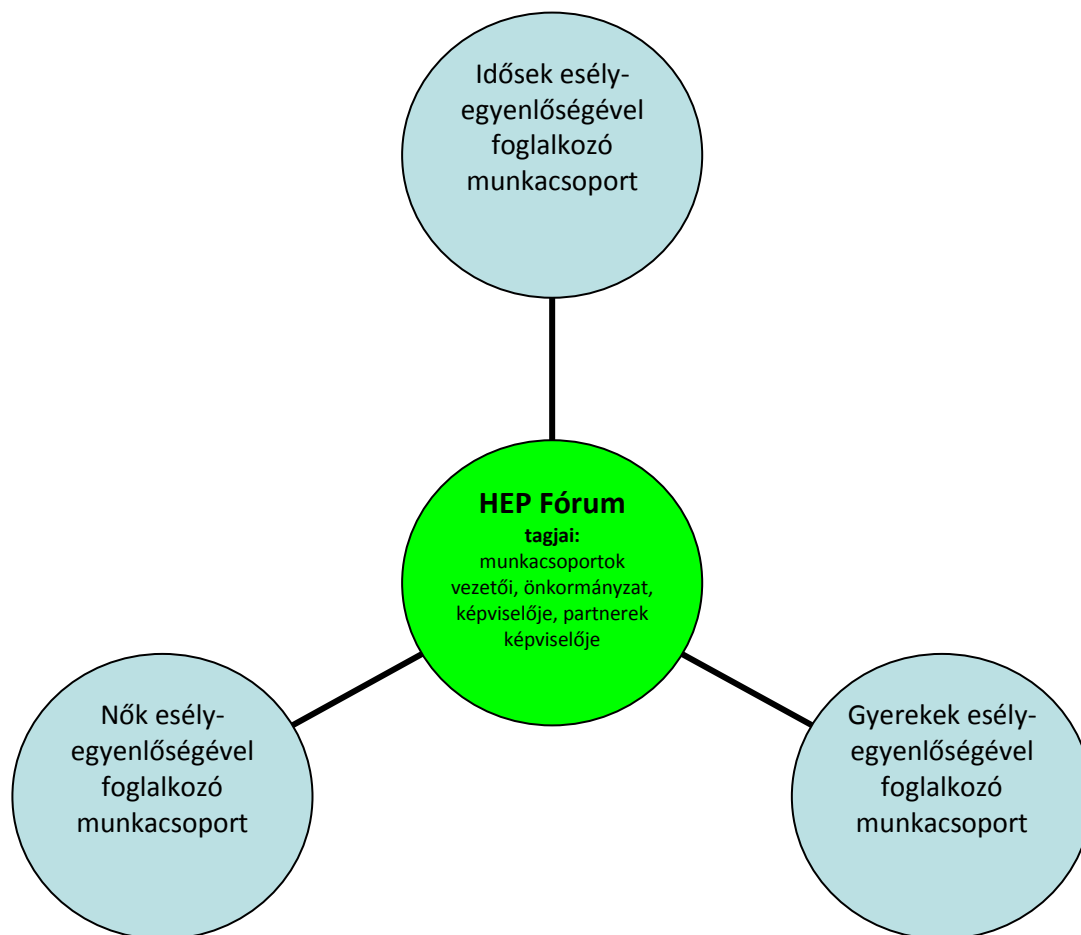 Idősek esély-
egyenlőségével
foglalkozó
munkacsoport
HEP Fórum
tagjai:
munkacsoportok
vezetői, önkormányzat,
képviselője, partnerek
képviselője
Nők esély-
egyenlőségével
foglalkozó
munkacsoport
Gyerekek esély-
egyenlőségével
foglalkozó
munkacsoport